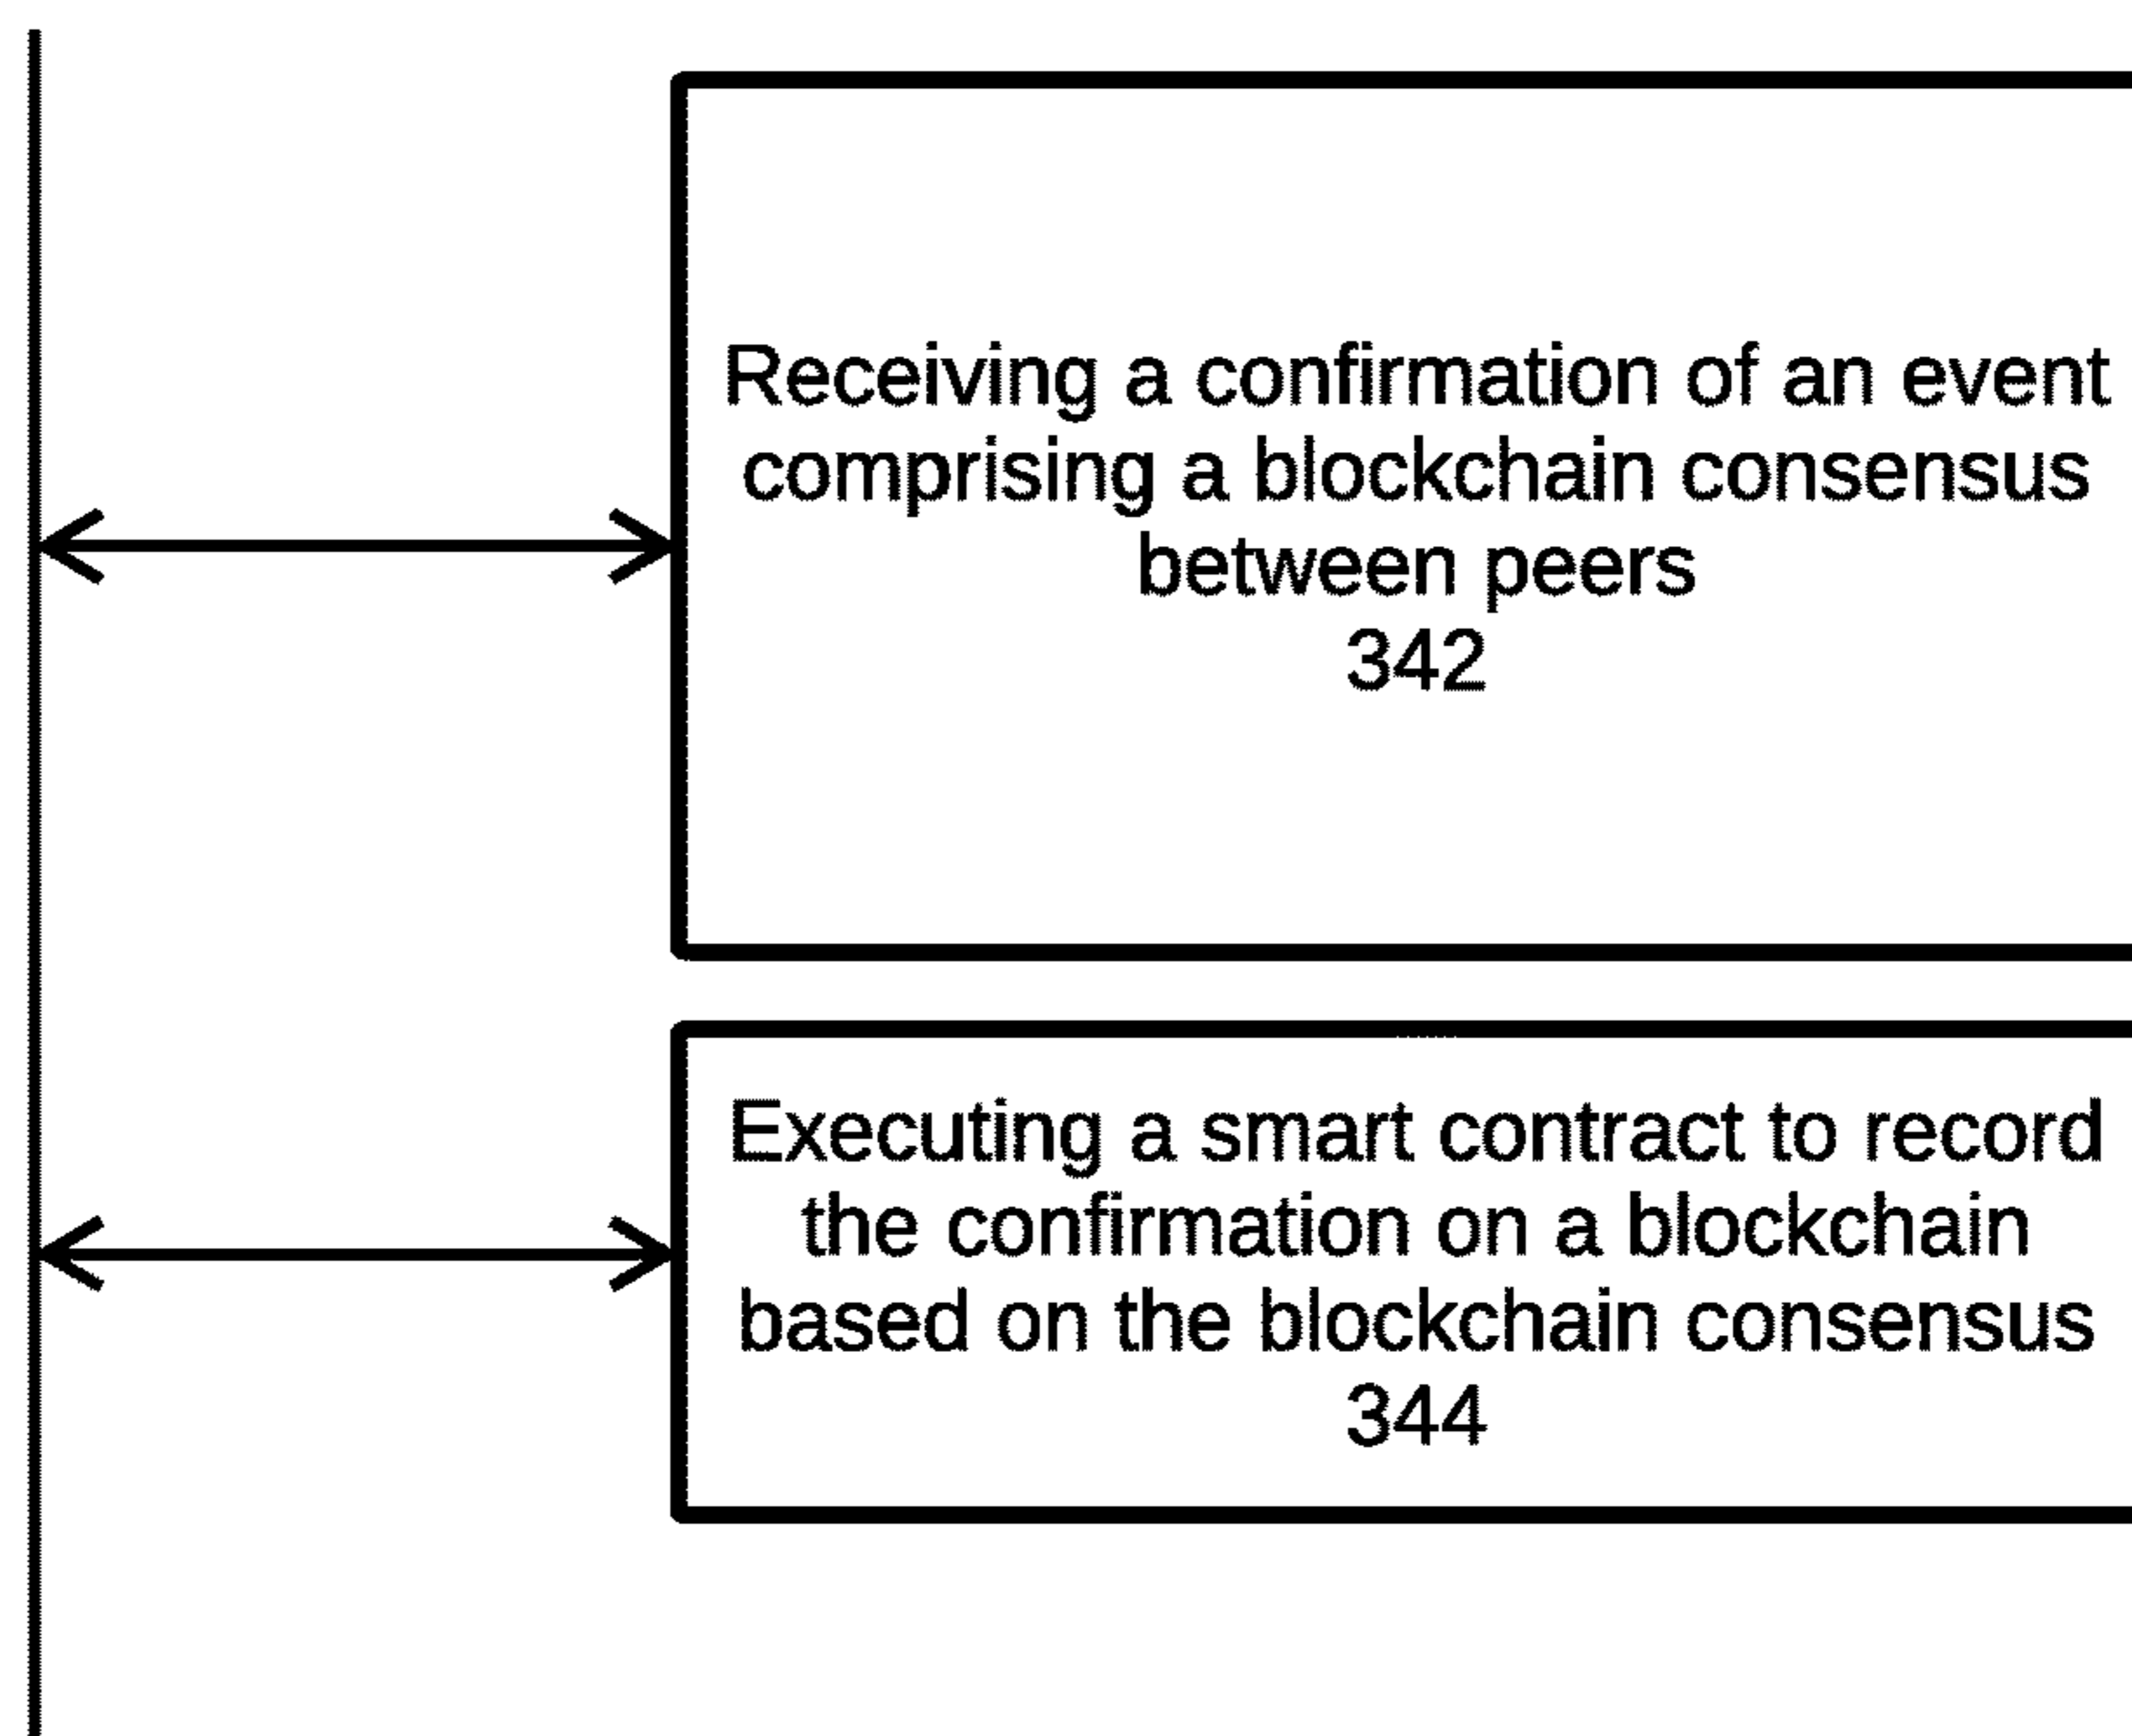 Receiving a confirmation of an event
comprising a blockchain consensus
between peers
342
Executing a smart contract to record
the confirmation on a blockchain
based on the blockchain consensus
344